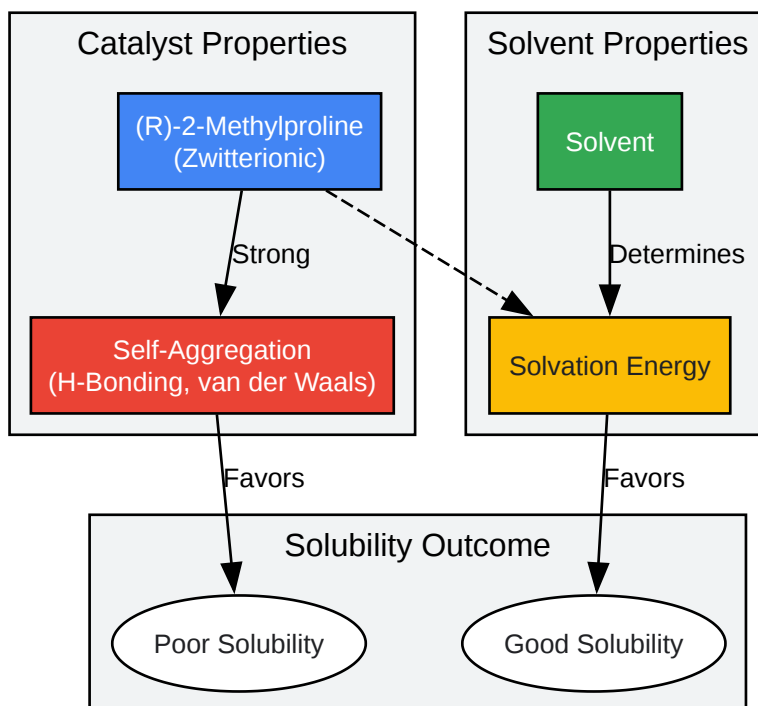 Catalyst Properties
Solvent Properties
(R)-2-Methylproline
(Zwitterionic)
Solvent
Strong
Determines
Self-Aggregation
(H-Bonding, van der Waals)
Solvation Energy
Favors
Favors
Solubility Outcome
Poor Solubility
Good Solubility